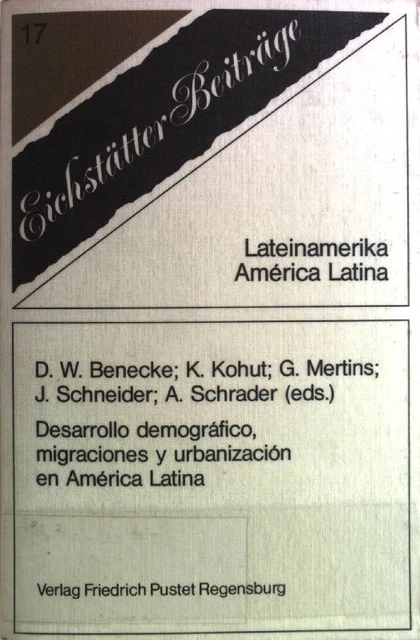 17
Eichstätter Beiträge
Lateinamerika
América Latina
D. W. Benecke; K. Kohut; G. Mertins;
J. Schneider; A. Schrader (eds.)
Desarrollo demográfico,
migraciones y urbanización
en América Latina
Verlag Friedrich Pustet Regensburg